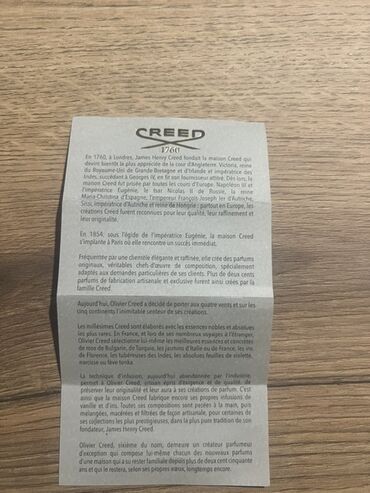 CREED
1760
En 1760, à Londres, James Henry Creed fondait la maison Creed qui
devint bientôt la plus appréciée de la cour d'Angleterre. Victoria, reine
du Royaume-Uni de Grande Bretagne et d'Irlande et impératrice des
Indes, succédant à Georges IV, en fit son fournisseur attitré. Dès lors, la
maison Creed fut prisée par toutes les cours d'Europe. Napoléon III et
l'impératrice Eugénie, le tsar Nicolas II de Russie, la reine
Maria-Christina d'Espagne, l'empereur François-Joseph Ier d'Autriche,
Sissi, impératrice d'Autriche et reine de Hongrie : partout en Europe, les
créations Creed furent reconnues pour leur qualité, leur raffinement et
leur originalité.
En 1854, sous l'égide de l'impératrice Eugénie, la maison Creed
s'implante à Paris où elle rencontre un succès immédiat.
Fréquentée par une clientèle élégante et raffinée, elle crée des parfums
originaux, véritables chefs-d'œuvre de composition, spécialement
adaptés aux demandes particulières de ses clients. Plus de deux cents
parfums de fabrication artisanale et exclusive furent ainsi créés par la
famille Creed
Aujourd'hui, Olivier Creed a décidé de porter aux quatre vents et sur les
cinq continents l'inimitable senteur de ses créations.
Les millésimes Creed sont élaborés avec les essences nobles et absolues
les plus rares. En France, et lors de ses nombreux voyages à l'étranger,
Olivier Creed sélectionne lui-même les meilleures essences et concrètes
de rose de Bulgarie, de Turquie, les jasmins d'Italie ou de France, les iris
de Florence, les tubéreuses des Indes, les absolues feuilles de violette,
narcisse ou fève tonka.
La technique d'infusion, aujourd'hui abandonnée par l'industrie,
permet à Olivier Creed, artisan épris d'exigence et de qualité, de
préserver leur originalité et leur aura à ses créations de parfum. C'est
ainsi que la maison Creed fabrique encore ses propres infusions de
vanille et d'iris. Toutes ses compositions sont pesées à la main, puis
mélangées, macérées et filtrées de façon artisanale, pour certaines de
ses collections les plus prestigieuses, dans la plus pure tradition de son
fondateur, James Henry Creed.
Olivier Creed, sixième du nom, demeure un créateur parfumeur
d'exception qui compose lui-même chacun des nouveaux parfums
d'une maison qui a su rester familiale depuis plus de deux cent cinquante
ans et qui le restera, selon ses propres vœux, longtemps encore.